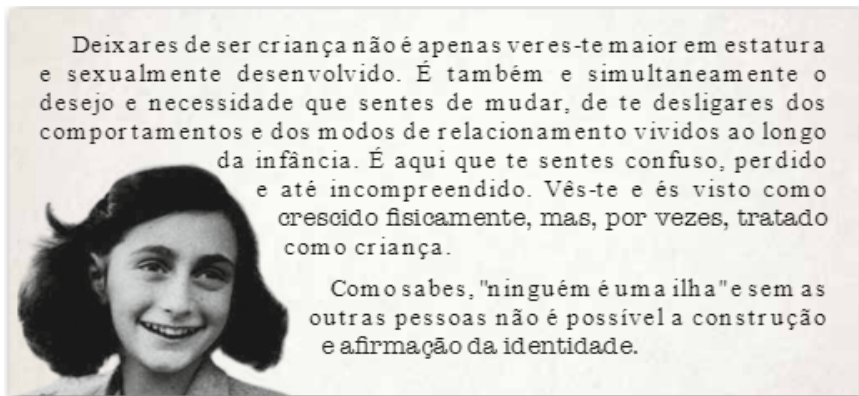 Deixares de ser criança não é apenas veres-te maior em estatura
e sexualmente desenvolvido. É também e simultaneamente o
desejo e necessidade que sentes de mudar, de te desligares dos
comportamentos e dos modos de relacionamento vividos ao longo
da infância. É aqui que te sentes confuso, perdido
e até incompreendido. Vês-te e és visto como
crescido fisicamente, mas, por vezes, tratado
como criança.
Como sabes, "ninguém é uma ilha" e sem as
outras pessoas não é possível a construção
e afirmação da identidade.